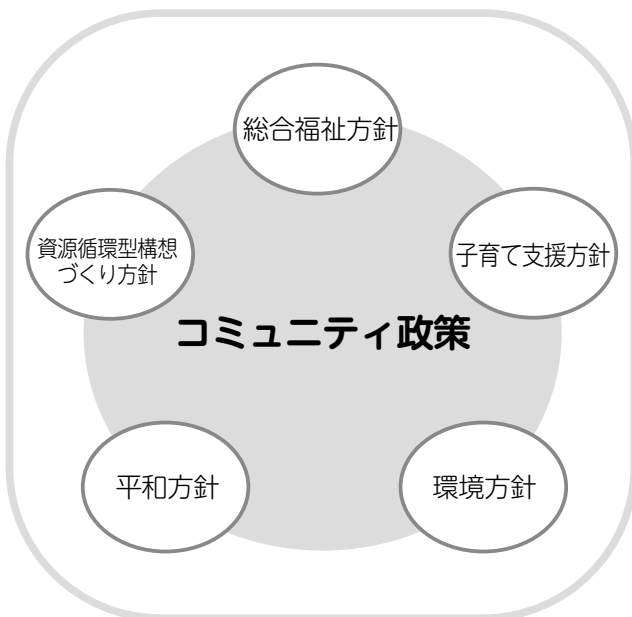 総合福祉方針
資源循環型構想
づくり方針
子育て支援方針
コミュニティ政策
平和方針
環境方針